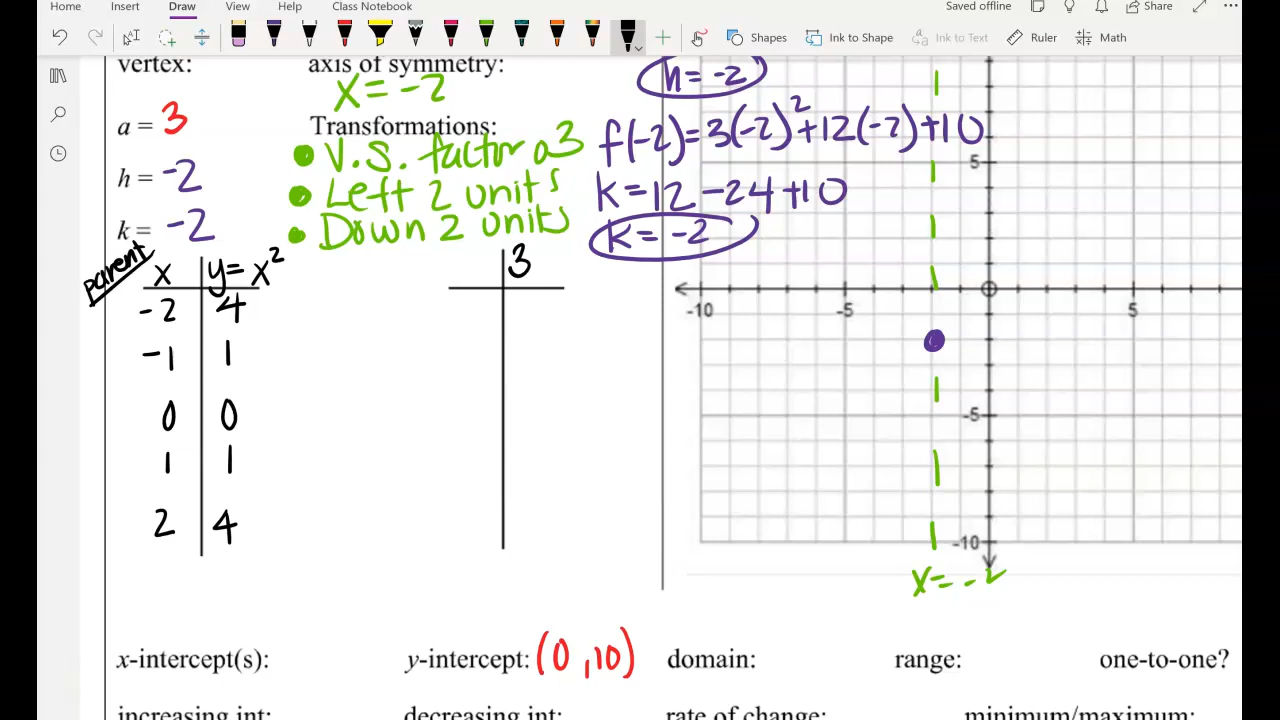 Home Insert Draw View Help Class Notebook Saved offline Share
Shapes Ink to Shape Ink to Text Ruler Math
vertex: axis of symmetry:
x = -2
h = -2
a = 3 Transformations:
• V.S. factor a 3
f(-2)=3(-2)²+12(-2)+10
h = -2
• Left 2 units
k=12-24+10
k = -2
• Down 2 units
k = -2
parent x y= x² 3
-2 4
-1 1
0 0
1 1
2 4
5
-10 -5 5
-5
-10
x = -2
x-intercept(s): y-intercept: (0, 10) domain: range: one-to-one?
increasing int: decreasing int: rate of change: minimum/maximum: